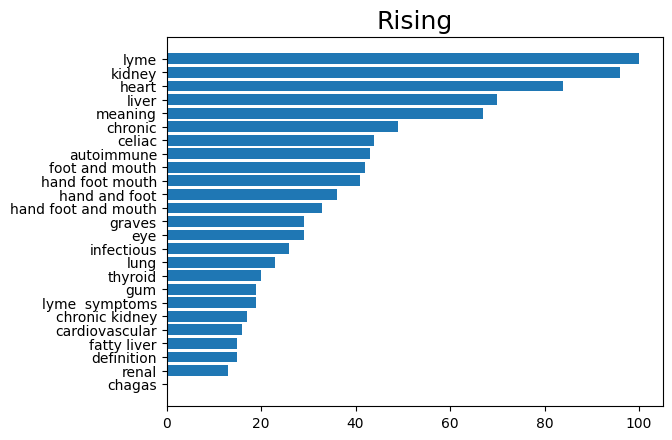 Rising
lyme
kidney
heart
liver
meaning
chronic
celiac
autoimmune
foot and mouth
hand foot mouth
hand and foot
hand foot and mouth
graves
eye
infectious
lung
thyroid
gum
lyme  symptoms
chronic kidney
cardiovascular
fatty liver
definition
renal
chagas
0 20 40 60 80 100